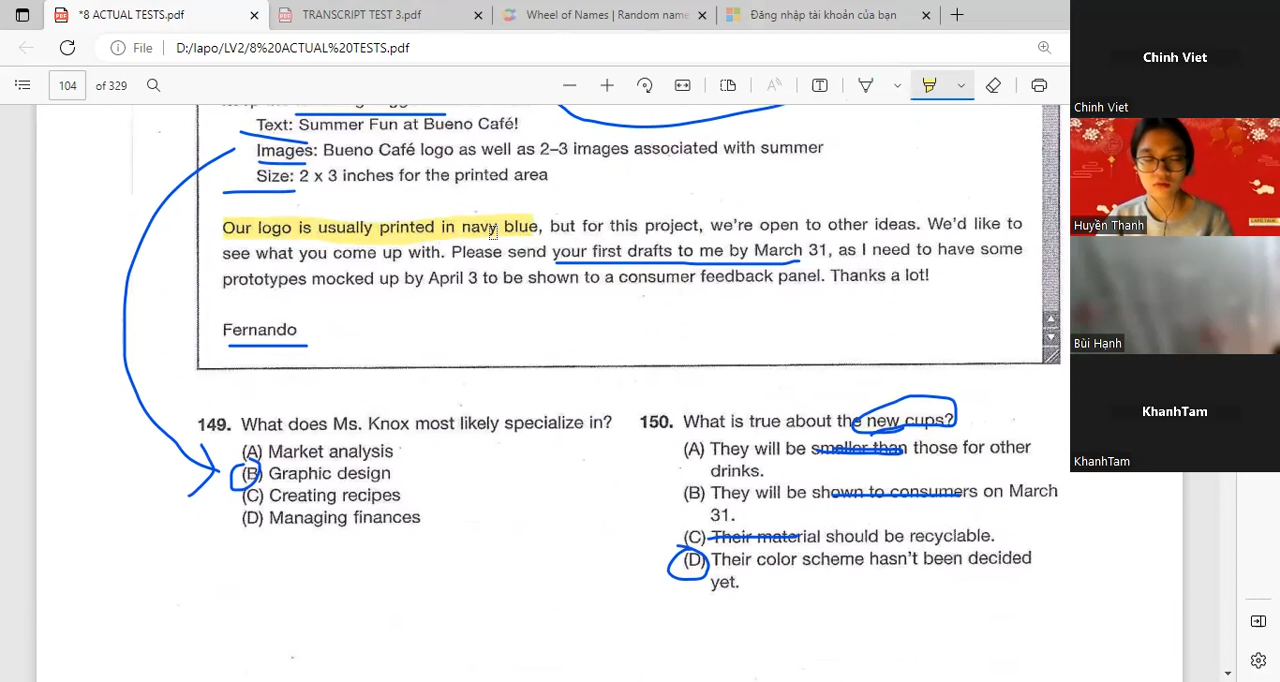 *8 ACTUAL TESTS.pdf
TRANSCRIPT TEST 3.pdf
Wheel of Names | Random name
Đăng nhập tài khoản của bạn
File
D:/lapo/LV2/8%20ACTUAL%20TESTS.pdf
104 of 329
Text: Summer Fun at Bueno Café!
Images: Bueno Café logo as well as 2–3 images associated with summer
Size: 2 x 3 inches for the printed area
Our logo is usually printed in navy blue, but for this project, we're open to other ideas. We'd like to
see what you come up with. Please send your first drafts to me by March 31, as I need to have some
prototypes mocked up by April 3 to be shown to a consumer feedback panel. Thanks a lot!
Fernando
149. What does Ms. Knox most likely specialize in?
(A) Market analysis
(B) Graphic design
(C) Creating recipes
(D) Managing finances
150. What is true about the new cups?
(A) They will be smaller than those for other
drinks.
(B) They will be shown to consumers on March
31.
(C) Their material should be recyclable.
(D) Their color scheme hasn't been decided
yet.
Chinh Viet
Chinh Viet
Huyền Thanh
Bùi Hạnh
KhanhTam
KhanhTam